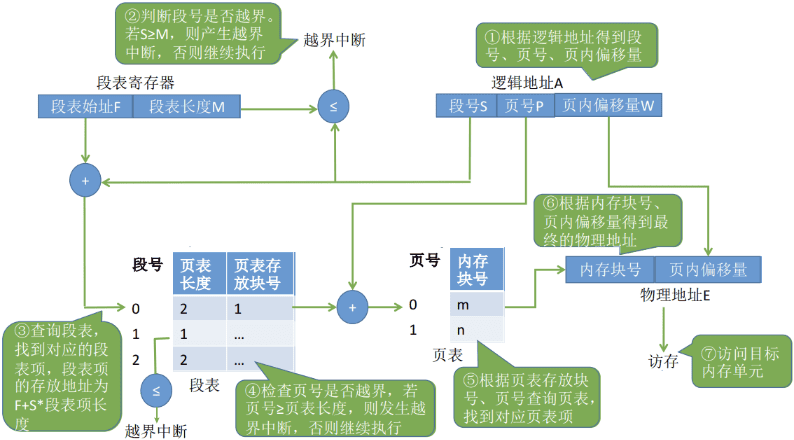 ②判断段号是否越界。
若S≥M，则产生越界
中断，否则继续执行
越界中断
①根据逻辑地址得到段
号、页号、页内偏移量
段表寄存器
逻辑地址A
段表始址F
段表长度M
≤
段号S
页号P
页内偏移量W
+
⑥根据内存块号、
页内偏移量得到最
终的物理地址
段号
页表
长度
页表存
放块号
页号
内存
块号
内存块号
页内偏移量
物理地址E
0
2
1
+
0
m
1
1
...
1
n
2
2
...
段表
页表
③查询段表，
找到对应的段
表项，段表项
的存放地址为
F+S*段表项长
度
≤
越界中断
④检查页号是否越界，若
页号≥页表长度，则发生越
界中断，否则继续执行
⑤根据页表存放块
号、页号查询页表，
找到对应页表项
访存
⑦访问目标
内存单元